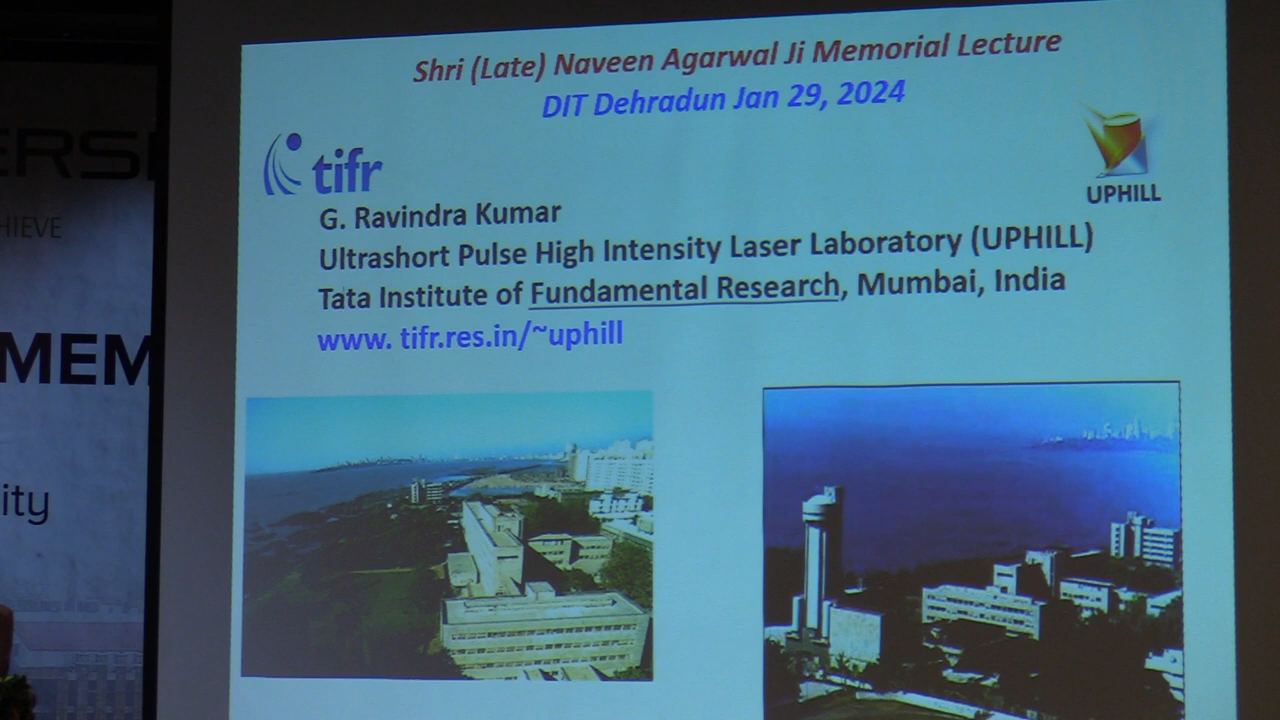 Shri (Late) Naveen Agarwal Ji Memorial Lecture
DIT Dehradun Jan 29, 2024
tifr
UPHILL
G. Ravindra Kumar
Ultrashort Pulse High Intensity Laser Laboratory (UPHILL)
Tata Institute of Fundamental Research, Mumbai, India
www. tifr.res.in/~uphill
ERSI
HIEVE
MEM
ity